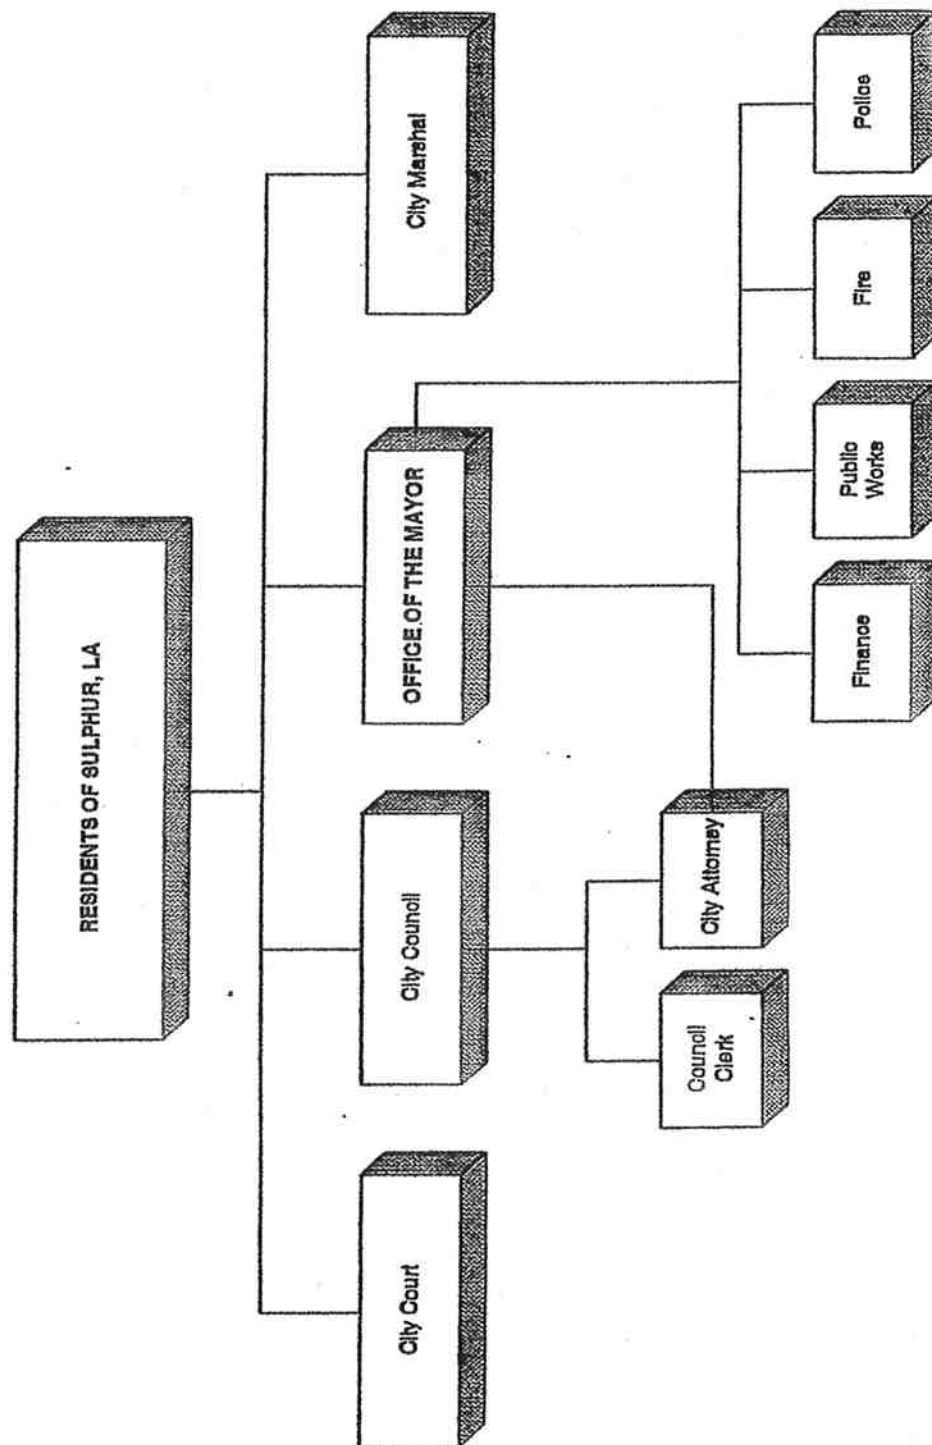 RESIDENTS OF SULPHUR, LA
City Court
City Council
OFFICE OF THE MAYOR
City Marshal
Council
Clerk
City Attorney
Finance
Public
Works
Fire
Police